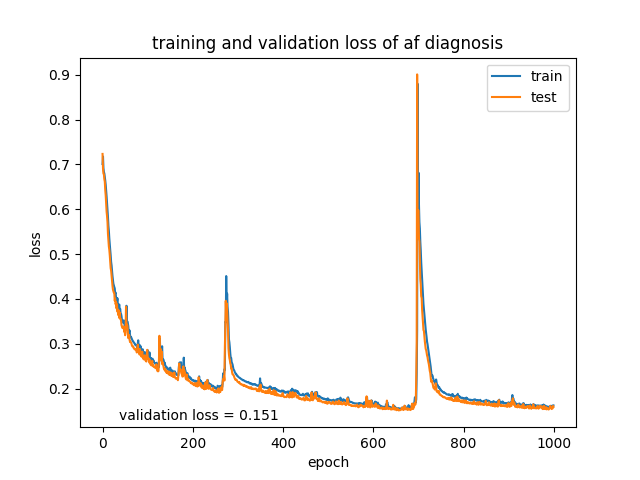 training and validation loss of af diagnosis
train
test
loss
0.9
0.8
0.7
0.6
0.5
0.4
0.3
0.2
validation loss = 0.151
0 200 400 600 800 1000
epoch